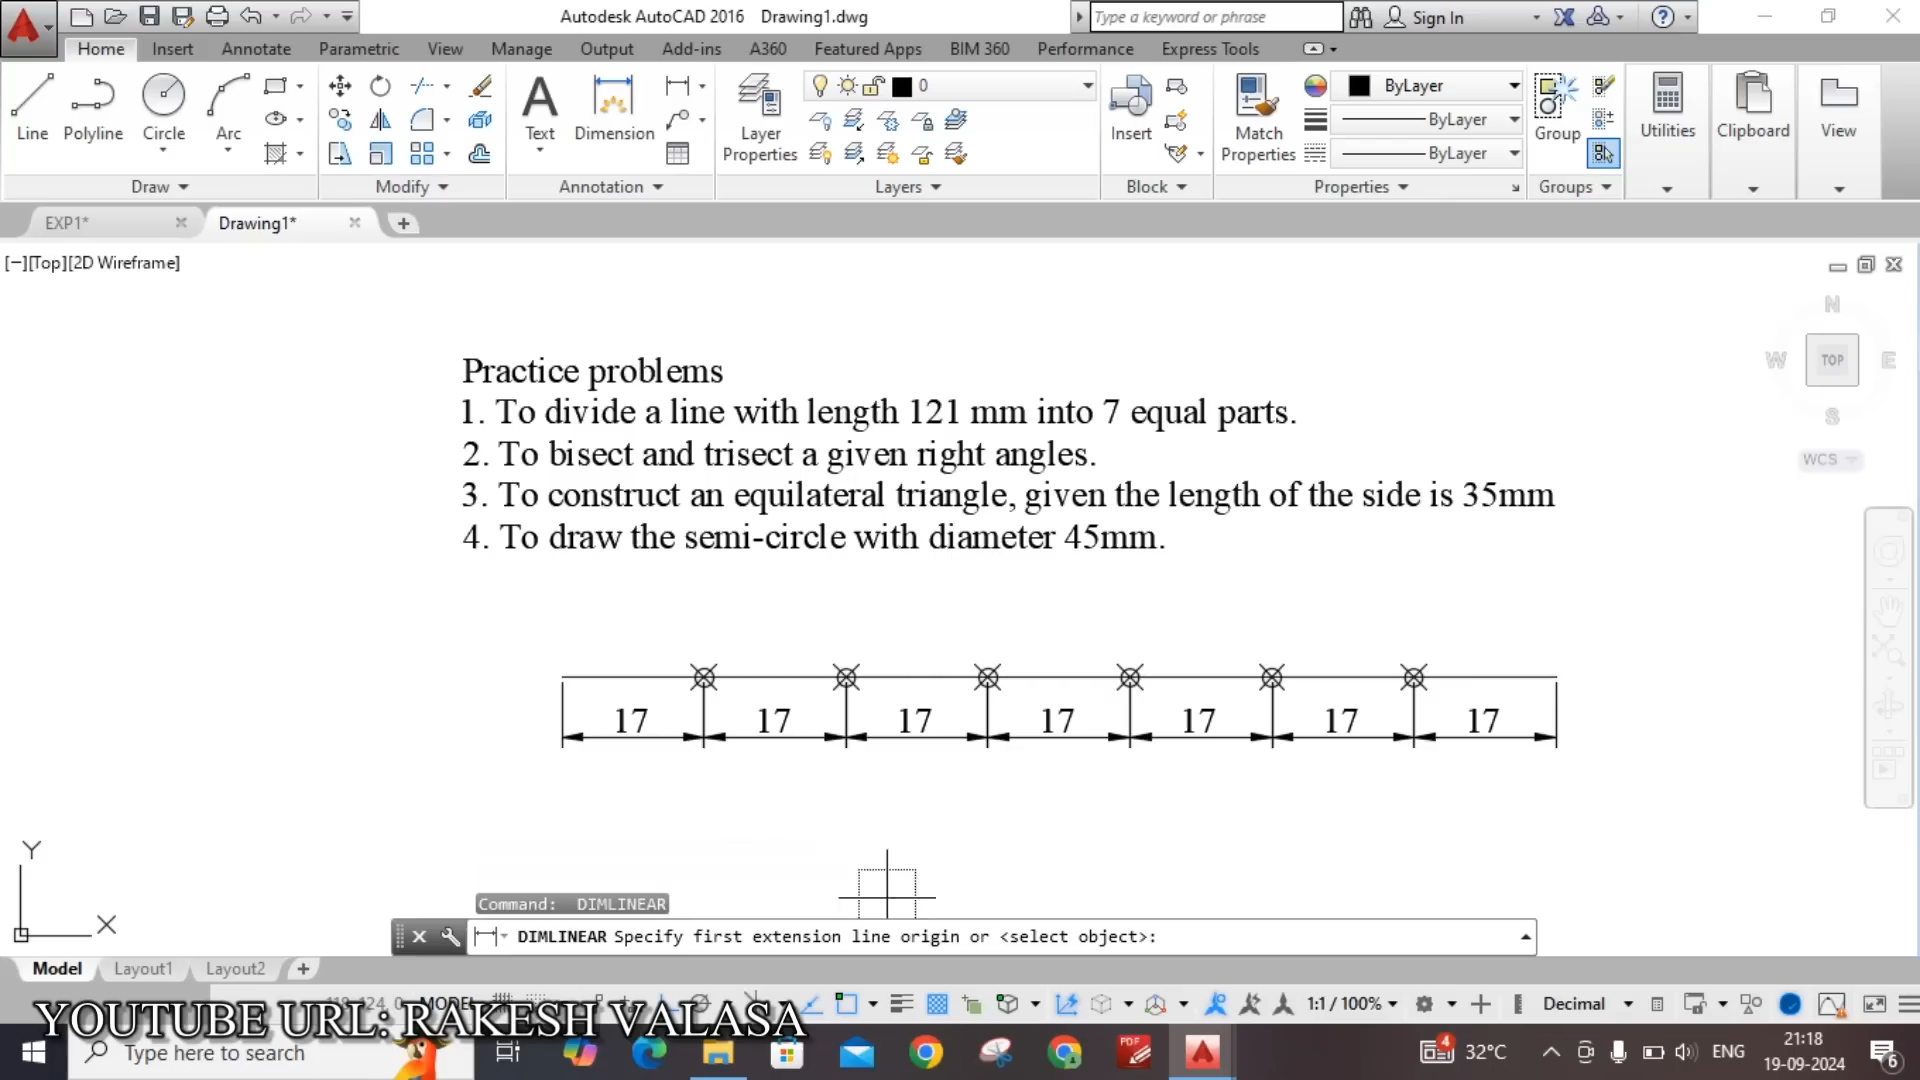 Autodesk AutoCAD 2016 Drawing1.dwg
Type a keyword or phrase
Sign In
Home Insert Annotate Parametric View Manage Output Add-ins A360 Featured Apps BIM 360 Performance Express Tools
Line Polyline Circle Arc
Text Dimension
Layer Properties
0
Insert
Match Properties
ByLayer
ByLayer
ByLayer
Group
Utilities Clipboard View
Draw Modify Annotation Layers Block Properties Groups
EXP1* Drawing1*
[−][Top][2D Wireframe]
N
W TOP E
S
WCS
Practice problems
1. To divide a line with length 121 mm into 7 equal parts.
2. To bisect and trisect a given right angles.
3. To construct an equilateral triangle, given the length of the side is 35mm
4. To draw the semi-circle with diameter 45mm.
17 17 17 17 17 17 17
Y
X
Command: DIMLINEAR
DIMLINEAR Specify first extension line origin or <select object>:
Model Layout1 Layout2
1:1 / 100% Decimal
YOUTUBE URL: RAKESH VALASA
Type here to search
PDF
4
32°C
ENG
21:18
19-09-2024
6